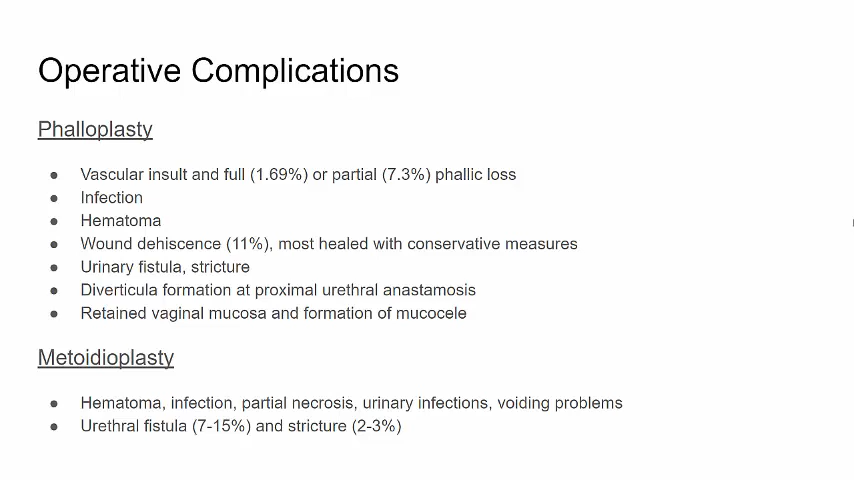 Operative Complications
Phalloplasty
● Vascular insult and full (1.69%) or partial (7.3%) phallic loss
● Infection
● Hematoma
● Wound dehiscence (11%), most healed with conservative measures
● Urinary fistula, stricture
● Diverticula formation at proximal urethral anastamosis
● Retained vaginal mucosa and formation of mucocele
Metoidioplasty
● Hematoma, infection, partial necrosis, urinary infections, voiding problems
● Urethral fistula (7-15%) and stricture (2-3%)